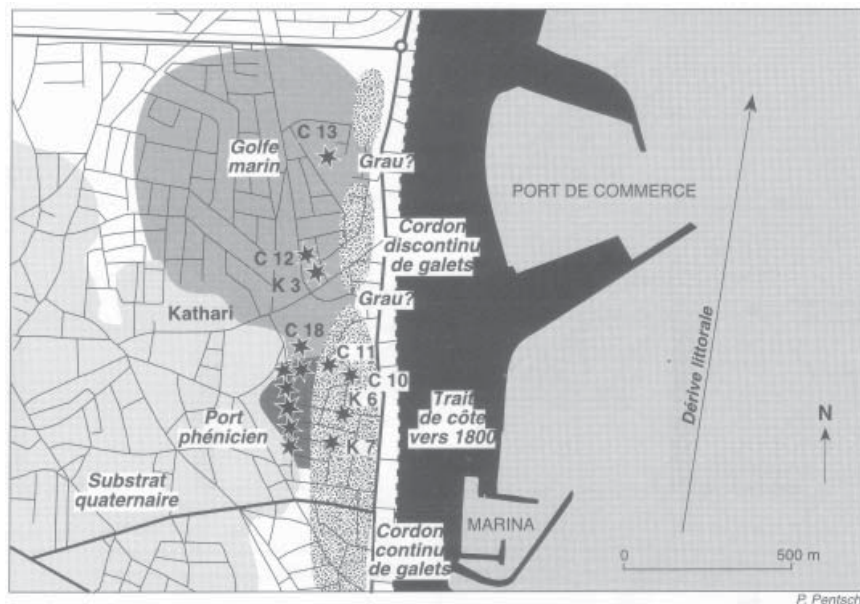 C 13
Golfe
marin
Grau?
PORT DE COMMERCE
Cordon
discontinu
de galets
C 12
K 3
Grau?
Kathari
C 18
C 11
C 10
K 6
Port
phénicien
K 7
Trait
de côte
vers 1800
Dérive littorale
N
Substrat
quaternaire
MARINA
Cordon
continu
de galets
0 500 m
P. Pentsch